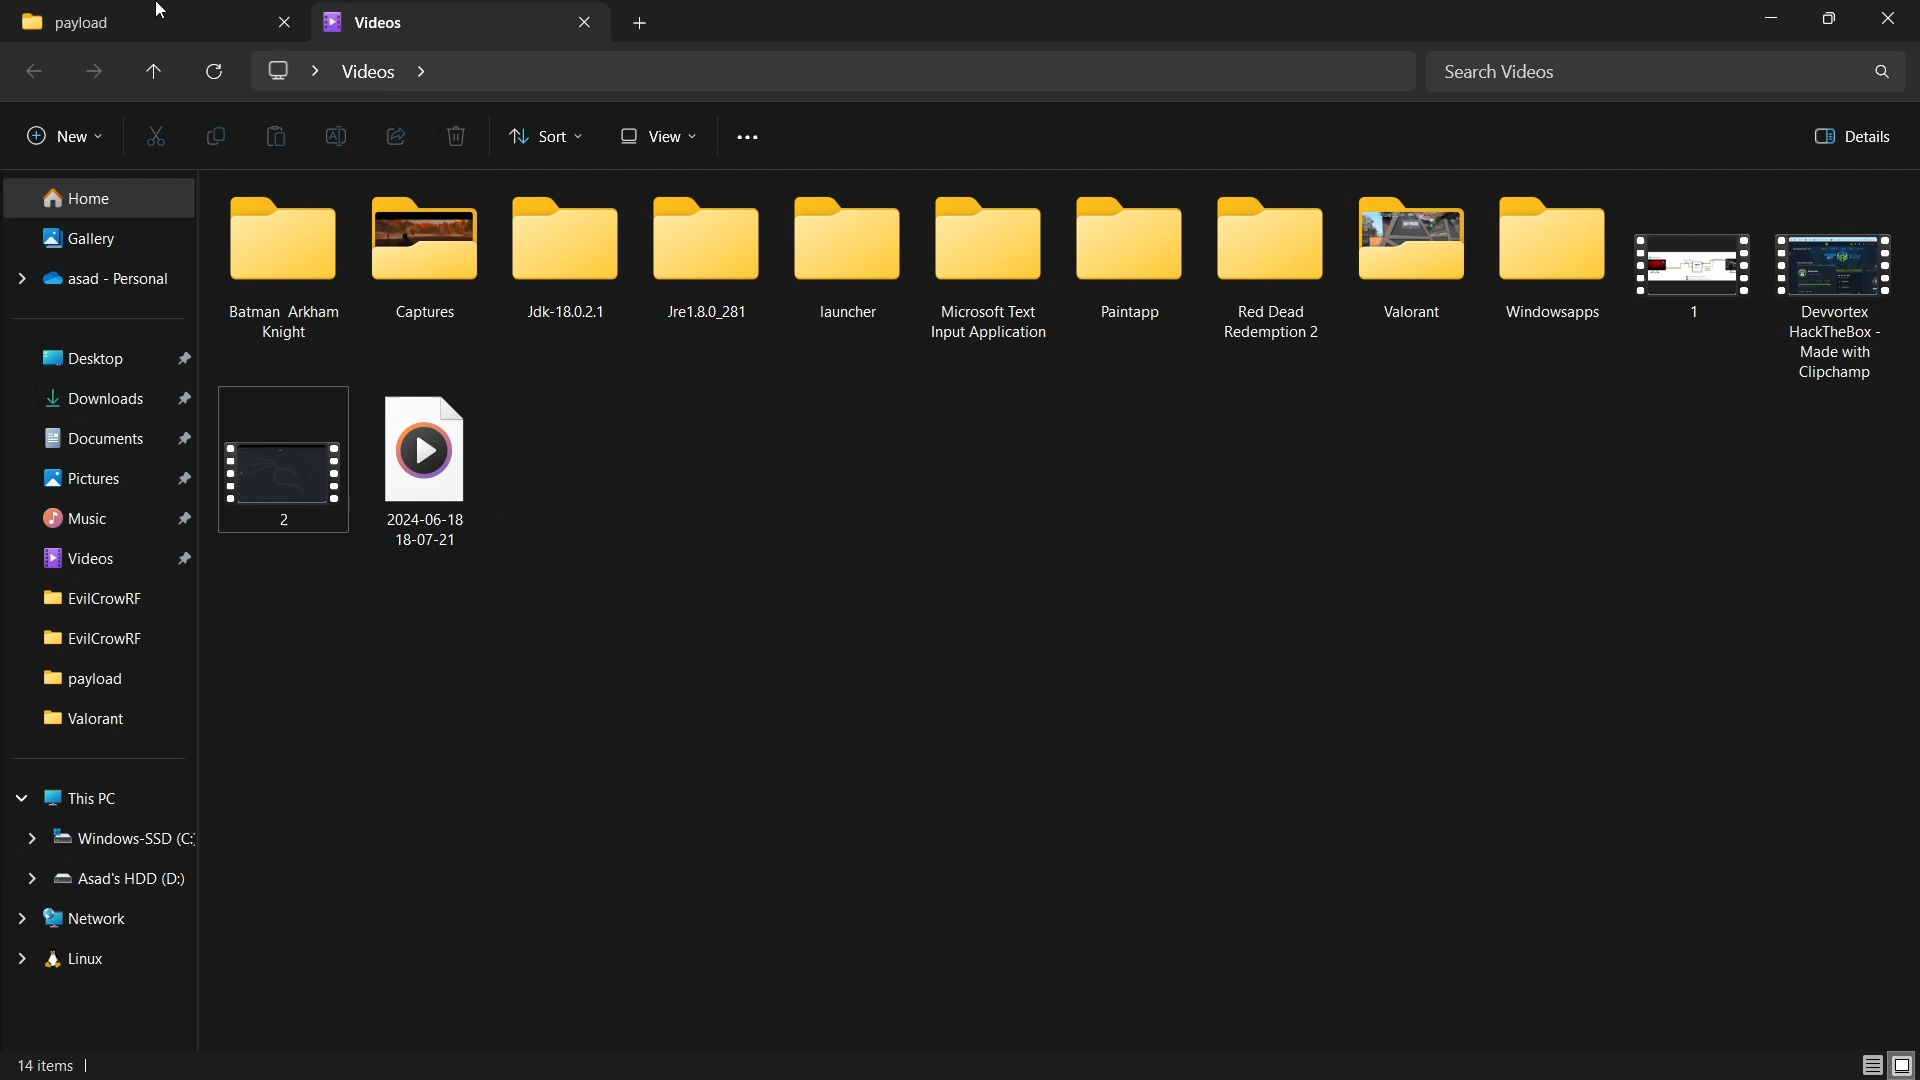 payload
Videos
Videos
Search Videos
New
Sort
View
Details
Home
Gallery
asad - Personal
Desktop
Downloads
Documents
Pictures
Music
Videos
EvilCrowRF
EvilCrowRF
payload
Valorant
This PC
Windows-SSD (C:)
Asad's HDD (D:)
Network
Linux
Batman Arkham
Knight
Captures
Jdk-18.0.2.1
Jre1.8.0_281
launcher
Microsoft Text
Input Application
Paintapp
Red Dead
Redemption 2
Valorant
Windowsapps
1
Devvortex
HackTheBox -
Made with
Clipchamp
2
2024-06-18
18-07-21
14 items